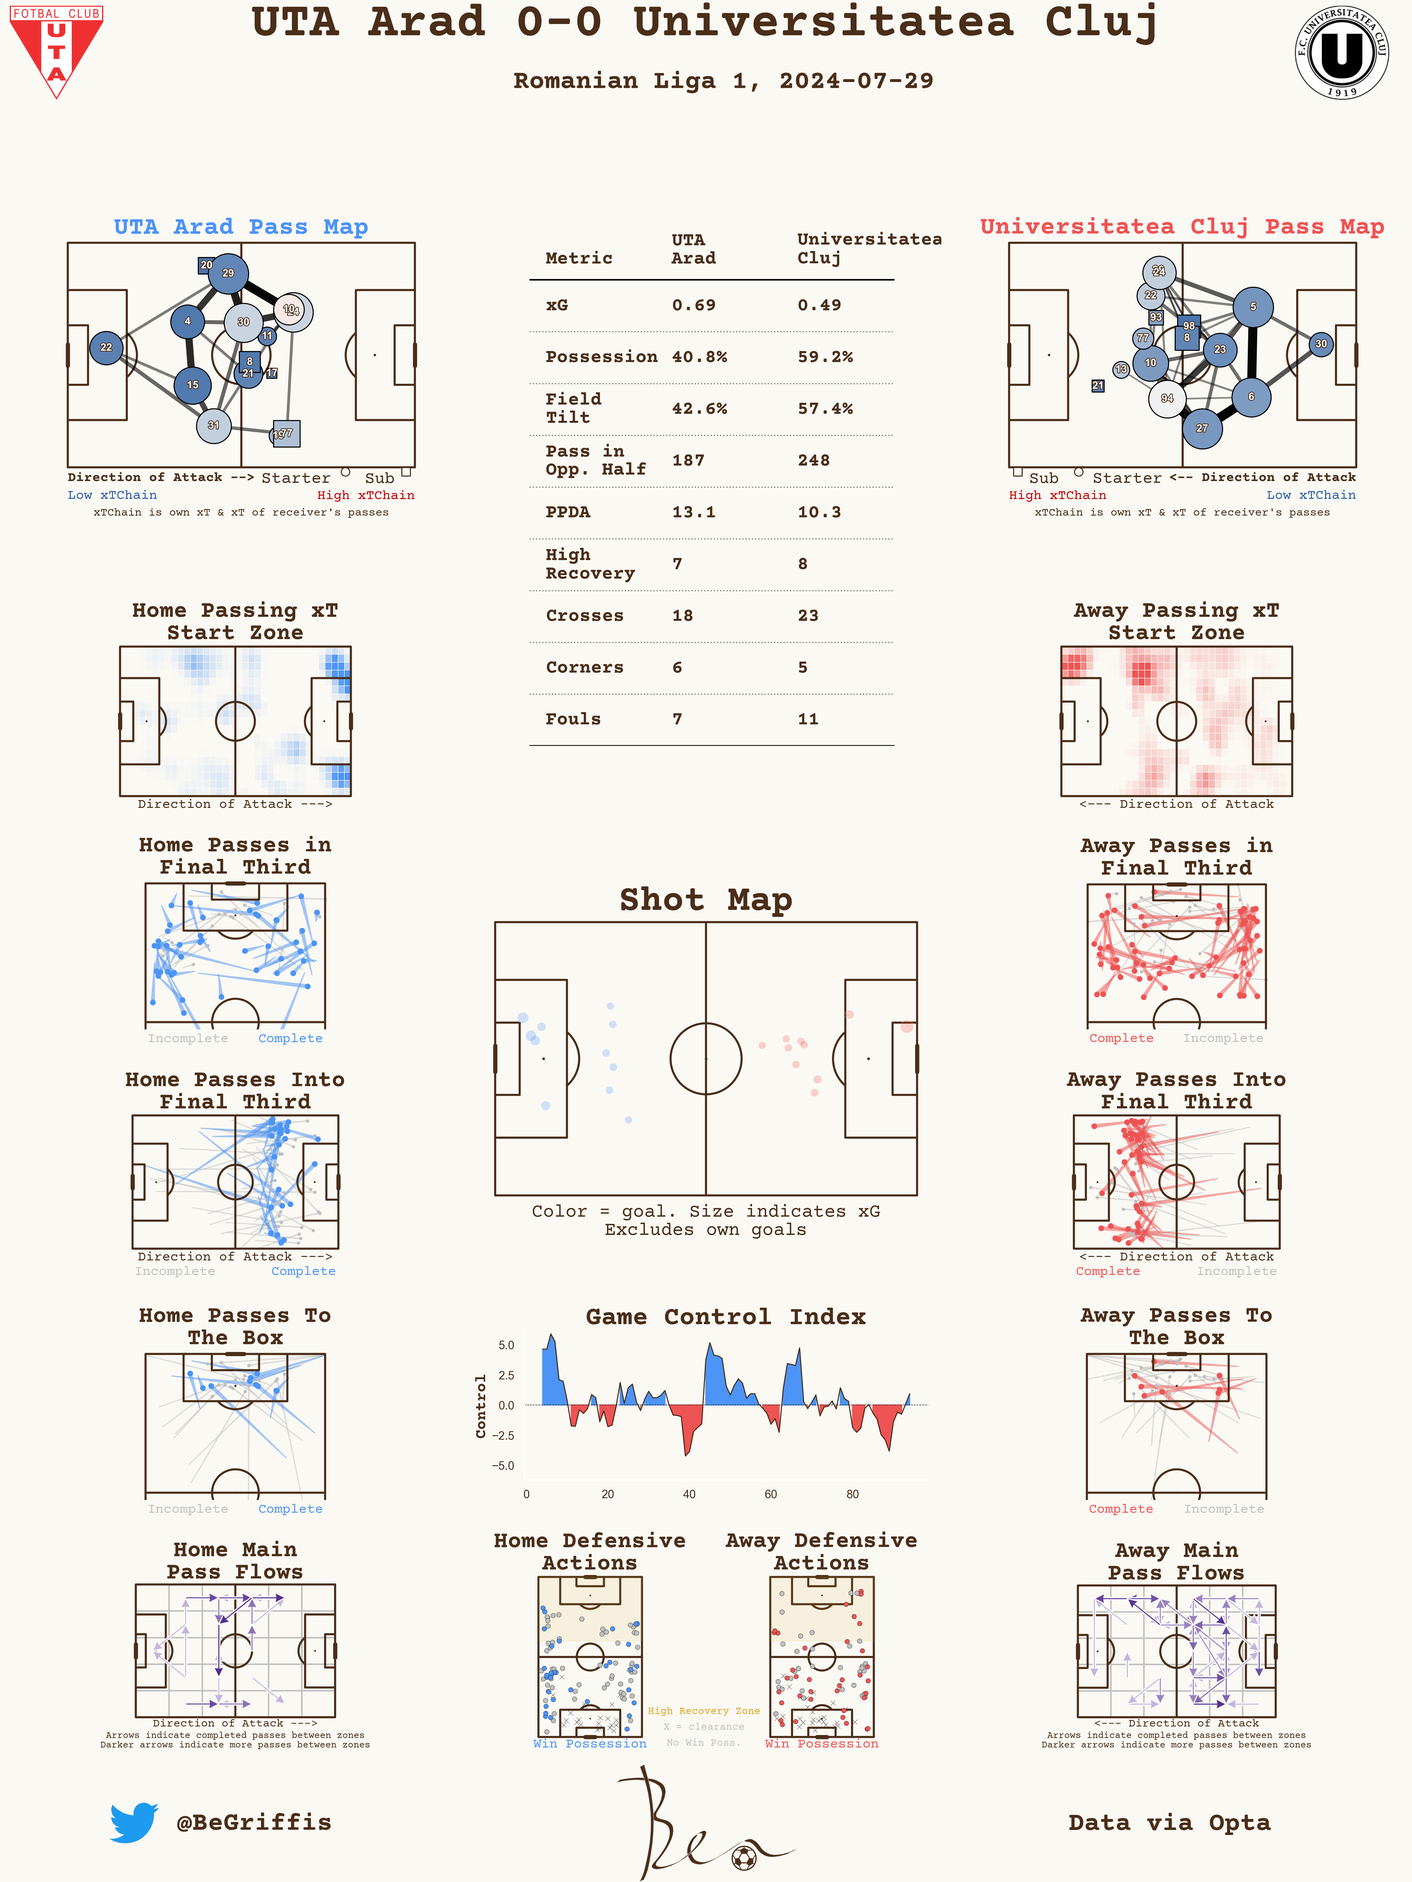 UTA Arad 0-0 Universitatea Cluj
Romanian Liga 1, 2024-07-29
FOTBAL CLUB
U
T
A
F.C. UNIVERSITATEA CLUJ
U
1919
UTA Arad Pass Map
20
29
10
4
30
11
22
8
21
17
15
31
77
Direction of Attack --> Starter Sub
Low xTChain High xTChain
xTChain is own xT & xT of receiver's passes
Metric UTA Arad Universitatea Cluj
xG 0.69 0.49
Possession 40.8% 59.2%
Field Tilt 42.6% 57.4%
Pass in Opp. Half 187 248
PPDA 13.1 10.3
High Recovery 7 8
Crosses 18 23
Corners 6 5
Fouls 7 11
Universitatea Cluj Pass Map
24
22
5
93
98
8
77
23
30
10
13
21
94
6
27
Sub Starter <-- Direction of Attack
High xTChain Low xTChain
xTChain is own xT & xT of receiver's passes
Home Passing xT
Start Zone
Direction of Attack --->
Away Passing xT
Start Zone
<--- Direction of Attack
Home Passes in
Final Third
Incomplete Complete
Away Passes in
Final Third
Complete Incomplete
Shot Map
Color = goal. Size indicates xG
Excludes own goals
Home Passes Into
Final Third
Direction of Attack --->
Incomplete Complete
Away Passes Into
Final Third
<--- Direction of Attack
Complete Incomplete
Home Passes To
The Box
Incomplete Complete
Game Control Index
Control
5.0
2.5
0.0
−2.5
−5.0
0 20 40 60 80
Away Passes To
The Box
Complete Incomplete
Home Main
Pass Flows
Direction of Attack --->
Arrows indicate completed passes between zones
Darker arrows indicate more passes between zones
Home Defensive
Actions
Win Possession
High Recovery Zone
X = clearance
No Win Poss.
Away Defensive
Actions
Win Possession
Away Main
Pass Flows
<--- Direction of Attack
Arrows indicate completed passes between zones
Darker arrows indicate more passes between zones
@BeGriffis
Ben
Data via Opta